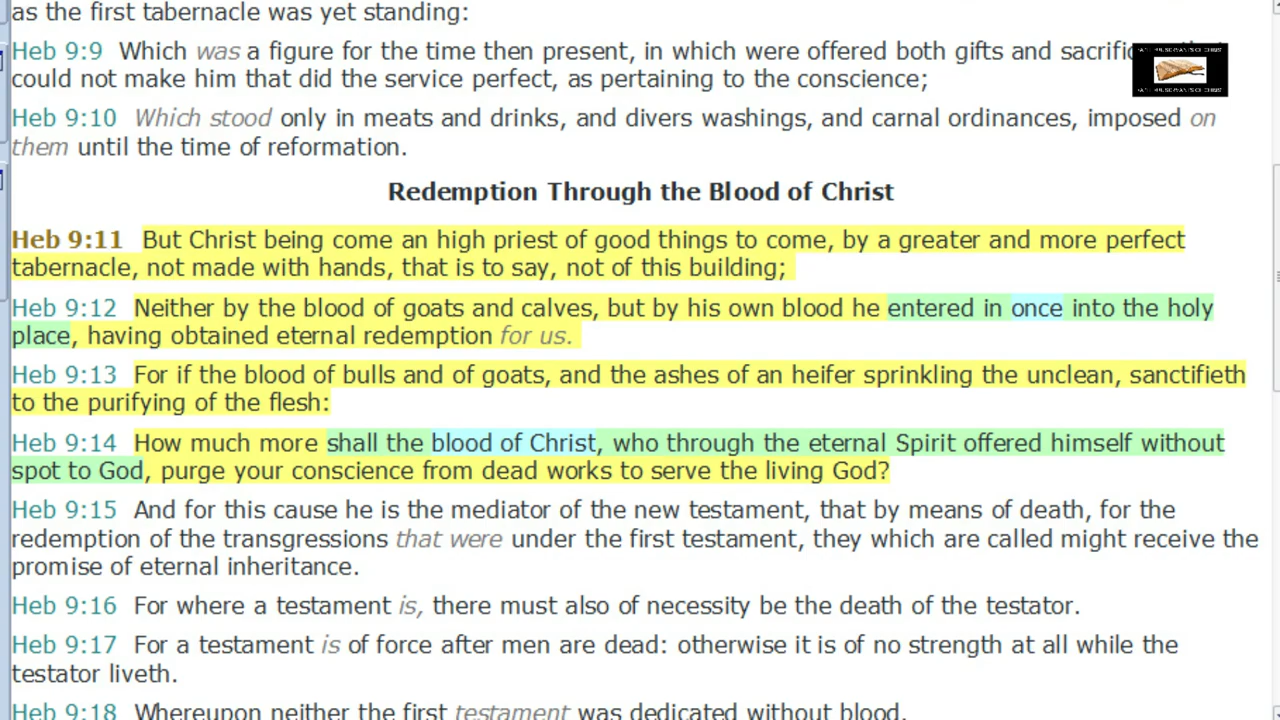 as the first tabernacle was yet standing:
Heb 9:9 Which was a figure for the time then present, in which were offered both gifts and
could not make him that did the service perfect, as pertaining to the conscience;
Heb 9:10 Which stood only in meats and drinks, and divers washings, and carnal ordinances, imposed on
them until the time of reformation.
Redemption Through the Blood of Christ
Heb 9:11 But Christ being come an high priest of good things to come, by a greater and more perfect
tabernacle, not made with hands, that is to say, not of this building;
Heb 9:12 Neither by the blood of goats and calves, but by his own blood he entered in once into the holy
place, having obtained eternal redemption for us.
Heb 9:13 For if the blood of bulls and of goats, and the ashes of an heifer sprinkling the unclean, sanctifieth
to the purifying of the flesh:
Heb 9:14 How much more shall the blood of Christ, who through the eternal Spirit offered himself without
spot to God, purge your conscience from dead works to serve the living God?
Heb 9:15 And for this cause he is the mediator of the new testament, that by means of death, for the
redemption of the transgressions that were under the first testament, they which are called might receive the
promise of eternal inheritance.
Heb 9:16 For where a testament is, there must also of necessity be the death of the testator.
Heb 9:17 For a testament is of force after men are dead: otherwise it is of no strength at all while the
testator liveth.
Heb 9:18 Whereupon neither the first testament was dedicated without blood.